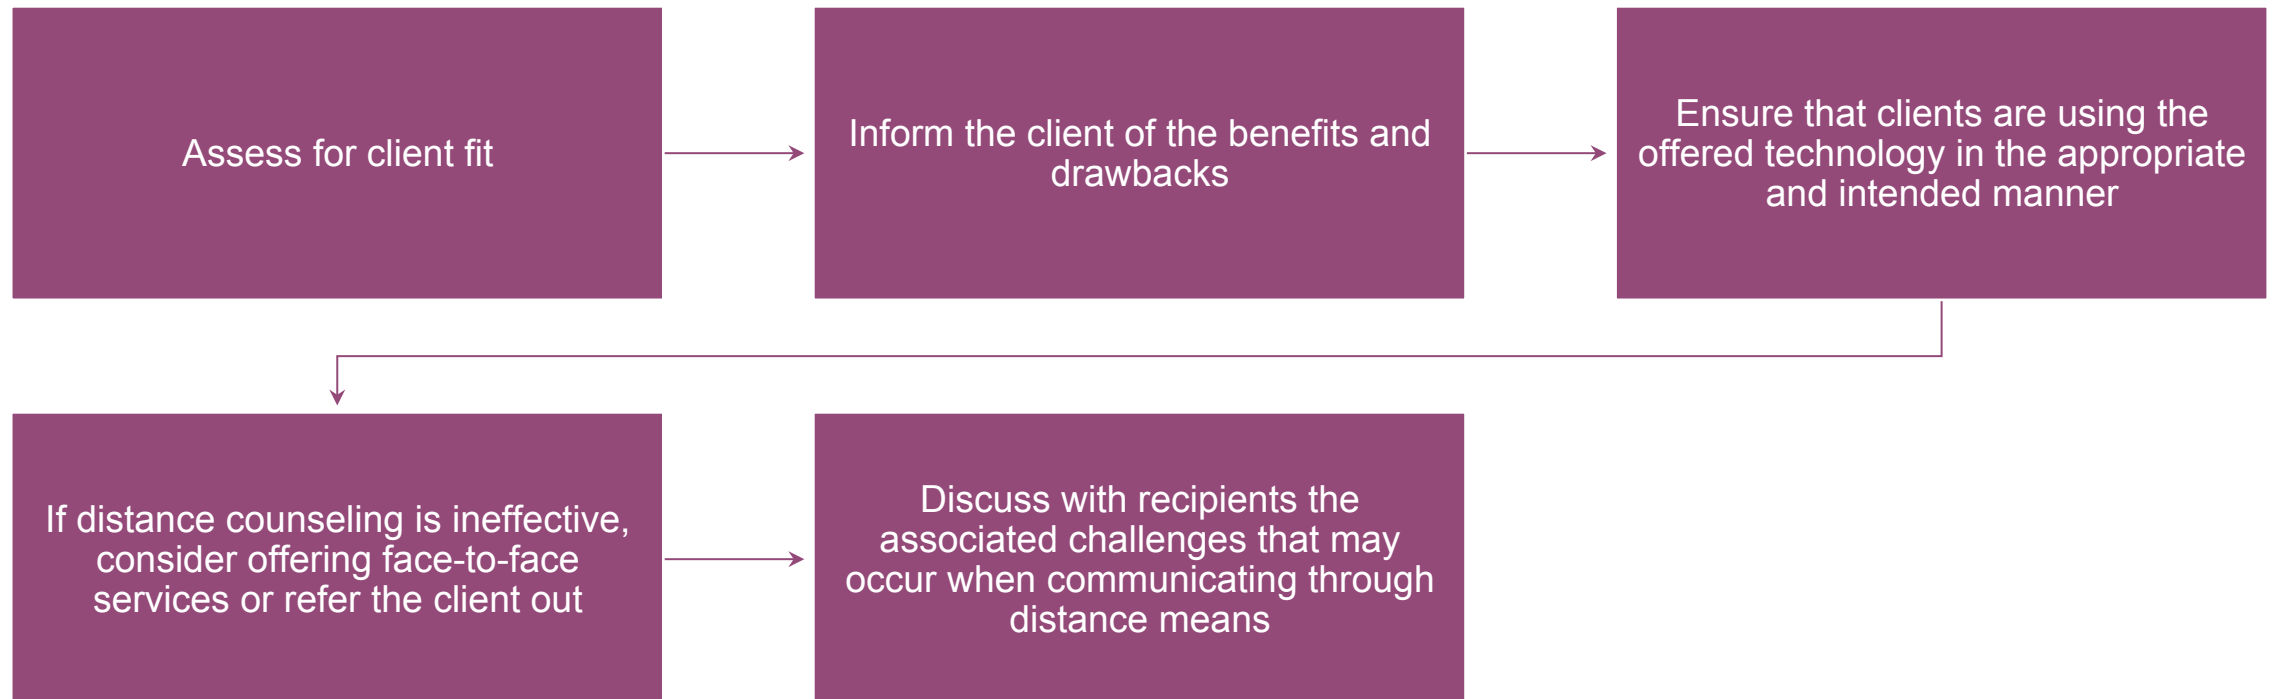 Assess for client fit
Inform the client of the benefits and
drawbacks
Ensure that clients are using the
offered technology in the appropriate
and intended manner
If distance counseling is ineffective,
consider offering face-to-face
services or refer the client out
Discuss with recipients the
associated challenges that may
occur when communicating through
distance means